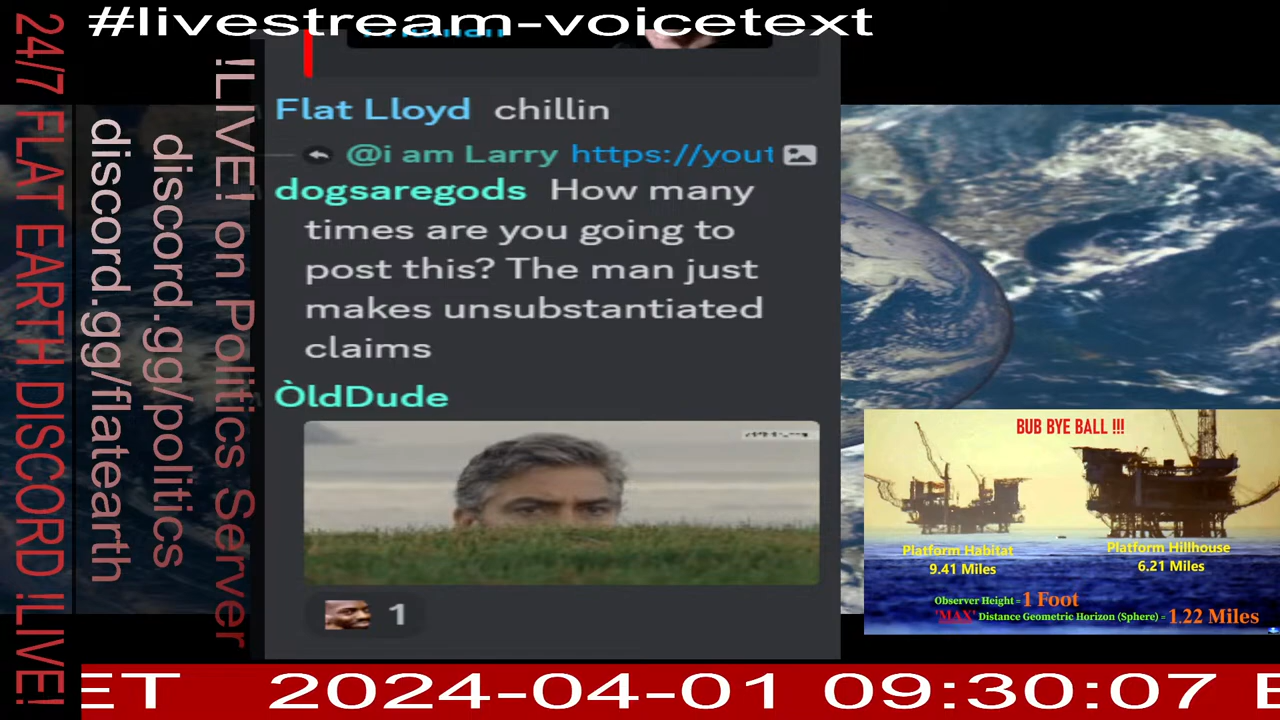 #livestream-voicetext
24/7 FLAT EARTH DISCORD !LIVE!
discord.gg/flatearth
discord.gg/politics
!LIVE! on Politics Server
Flat Lloyd chillin
@i am Larry https://yout
dogsaregods How many
times are you going to
post this? The man just
makes unsubstantiated
claims
ÒldDude
1
BUB BYE BALL !!!
Platform Habitat
9.41 Miles
Platform Hillhouse
6.21 Miles
Observer Height = 1 Foot
'MAX' Distance Geometric Horizon (Sphere) = 1.22 Miles
ET 2024-04-01 09:30:07 E